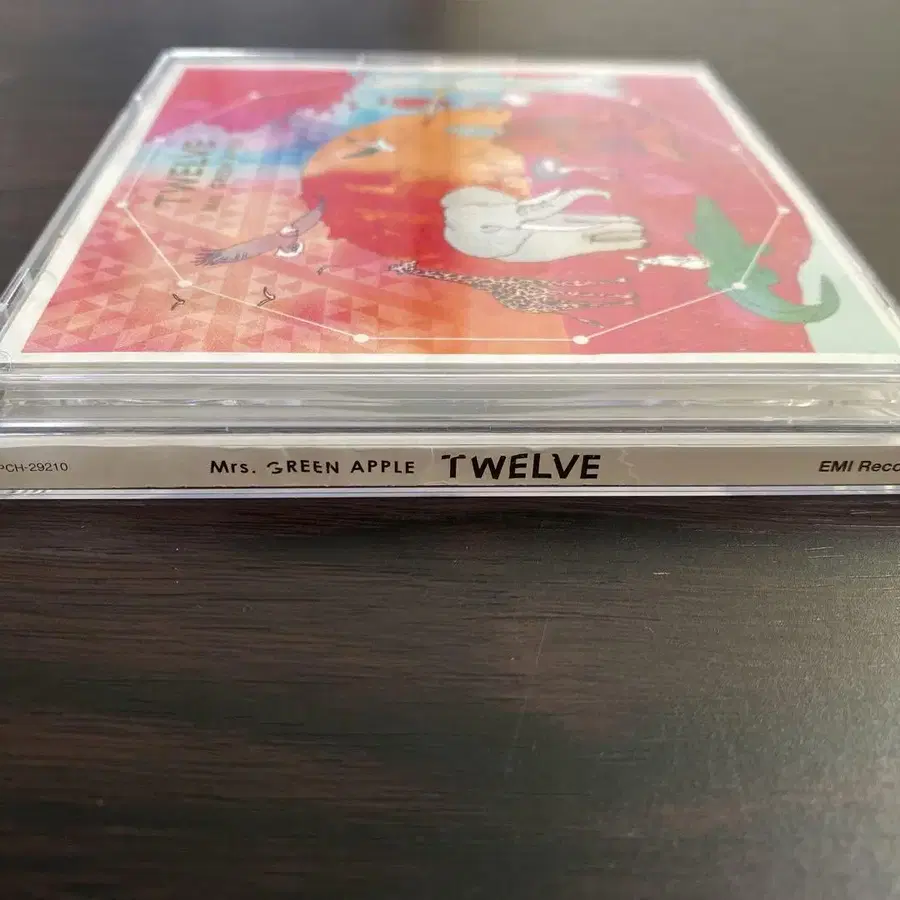 TWELVE
PCH-29210 Mrs. GREEN APPLE TWELVE EMI Reco